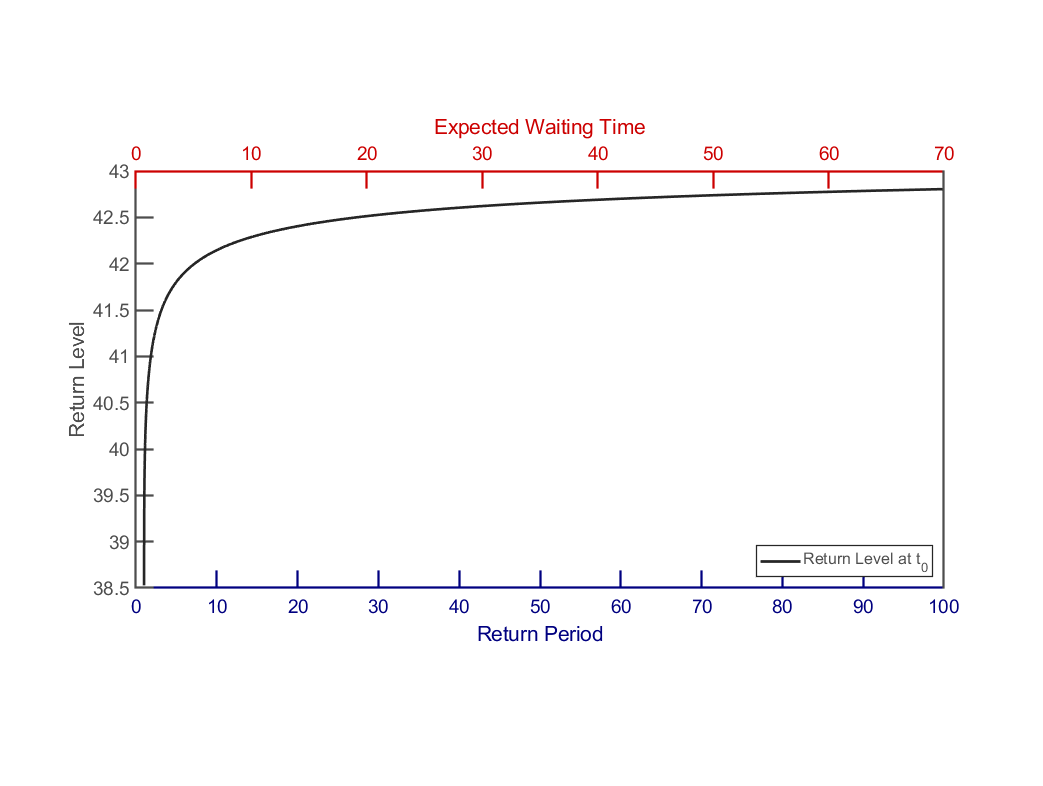 Expected Waiting Time
0 10 20 30 40 50 60 70
43
42.5
42
41.5
41
40.5
40
39.5
39
38.5
Return Level
Return Level at t0
0 10 20 30 40 50 60 70 80 90 100
Return Period